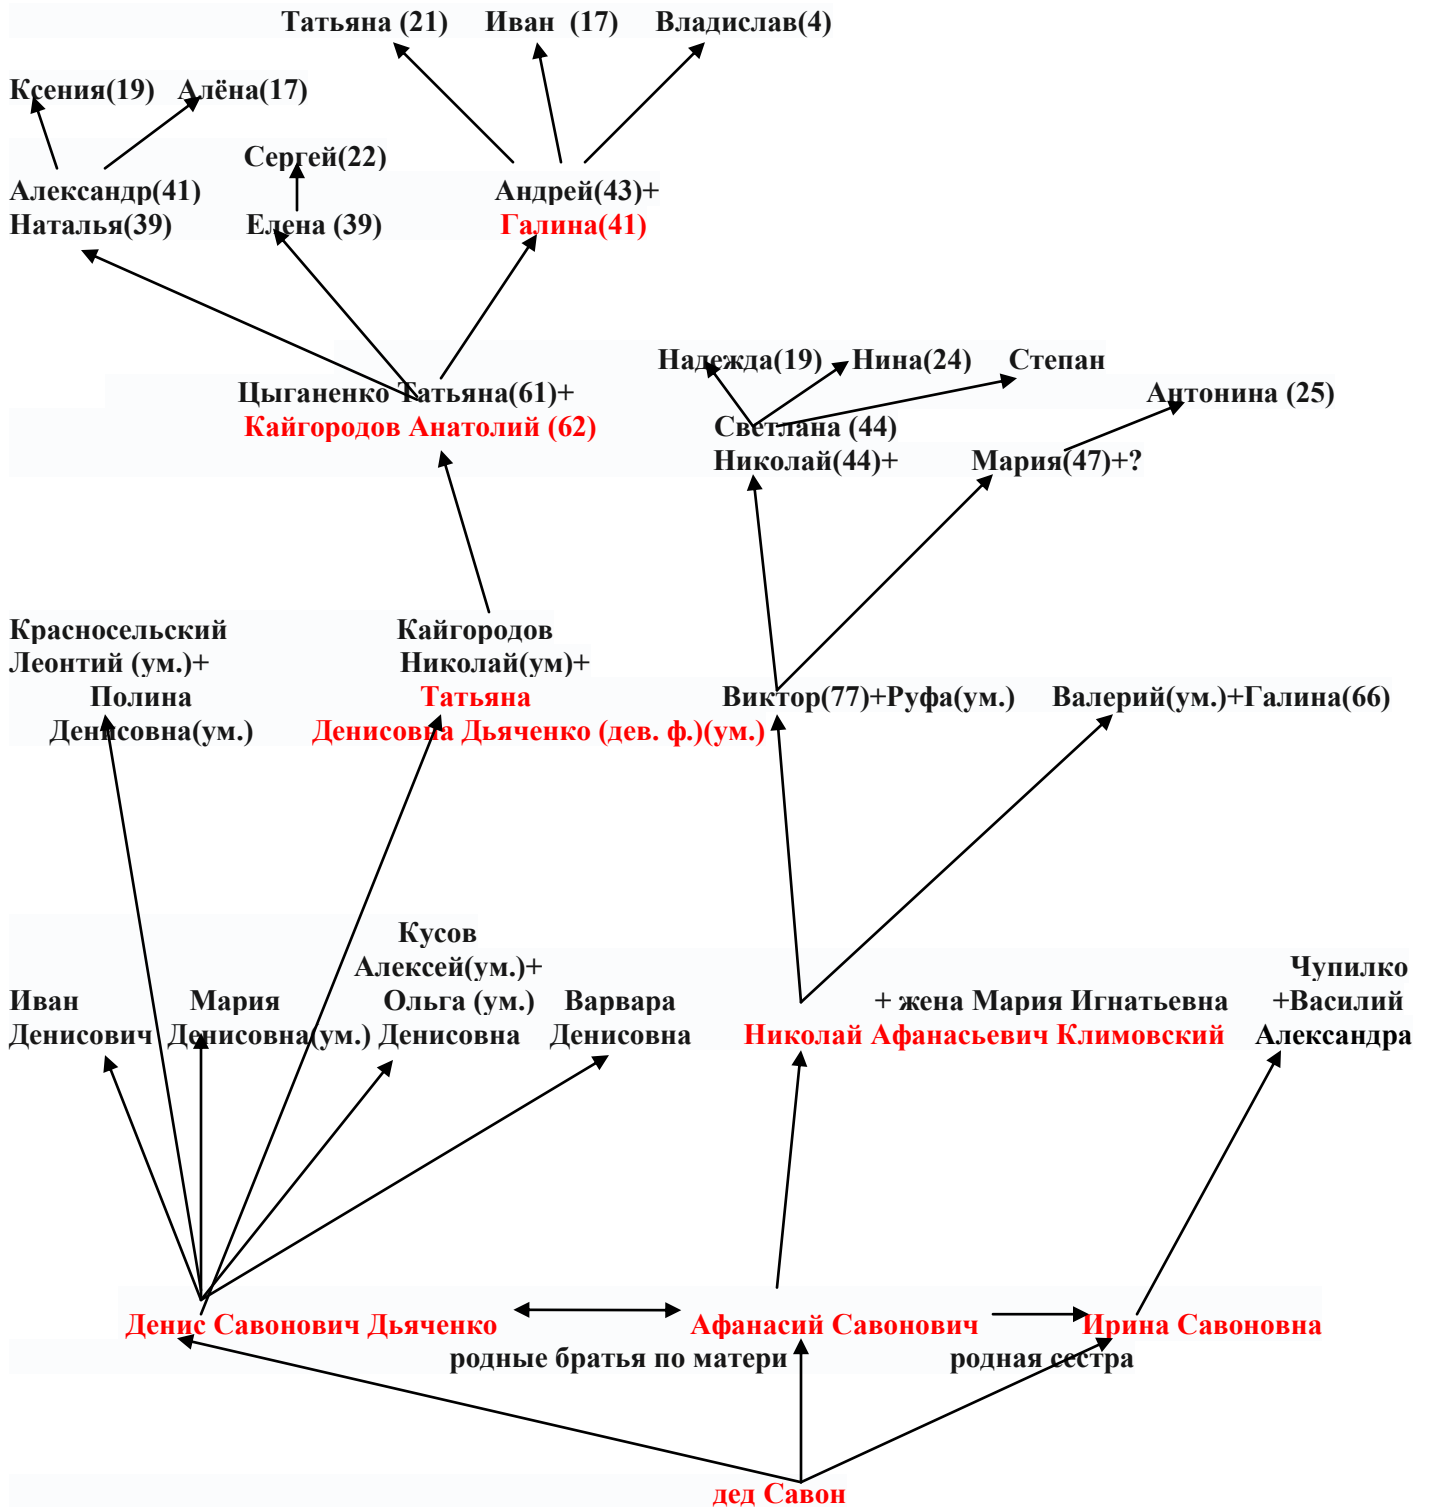 Татьяна (21) Иван (17) Владислав(4)
Ксения(19) Алёна(17)
Сергей(22)
Александр(41) Андрей(43)+
Наталья(39) Елена (39) Галина(41)
Надежда(19) Нина(24) Степан
Цыганенко Татьяна(61)+ Антонина (25)
Кайгородов Анатолий (62) Светлана (44)
Николай(44)+ Мария(47)+?
Красносельский Кайгородов
Леонтий (ум.)+ Николай(ум)+
Полина Татьяна Виктор(77)+Руфа(ум.) Валерий(ум.)+Галина(66)
Денисовна(ум.) Денисовна Дьяченко (дев. ф.)(ум.)
Кусов
Алексей(ум.)+ Чупилко
Иван Мария Ольга (ум.) Варвара + жена Мария Игнатьевна +Василий
Денисович Денисовна(ум.) Денисовна Денисовна Николай Афанасьевич Климовский Александра
Денис Савонович Дьяченко Афанасий Савонович Ирина Савоновна
родные братья по матери родная сестра
дед Савон